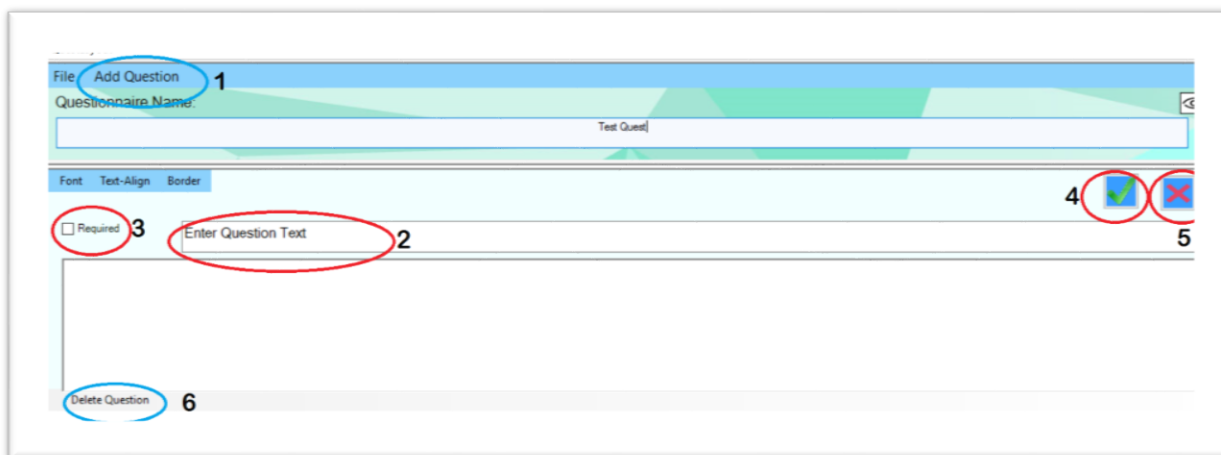 File Add Question 1
Questionnaire Name:
Test Quest
Font Text-Align Border
4
Required 3 Enter Question Text 2 5
Delete Question 6